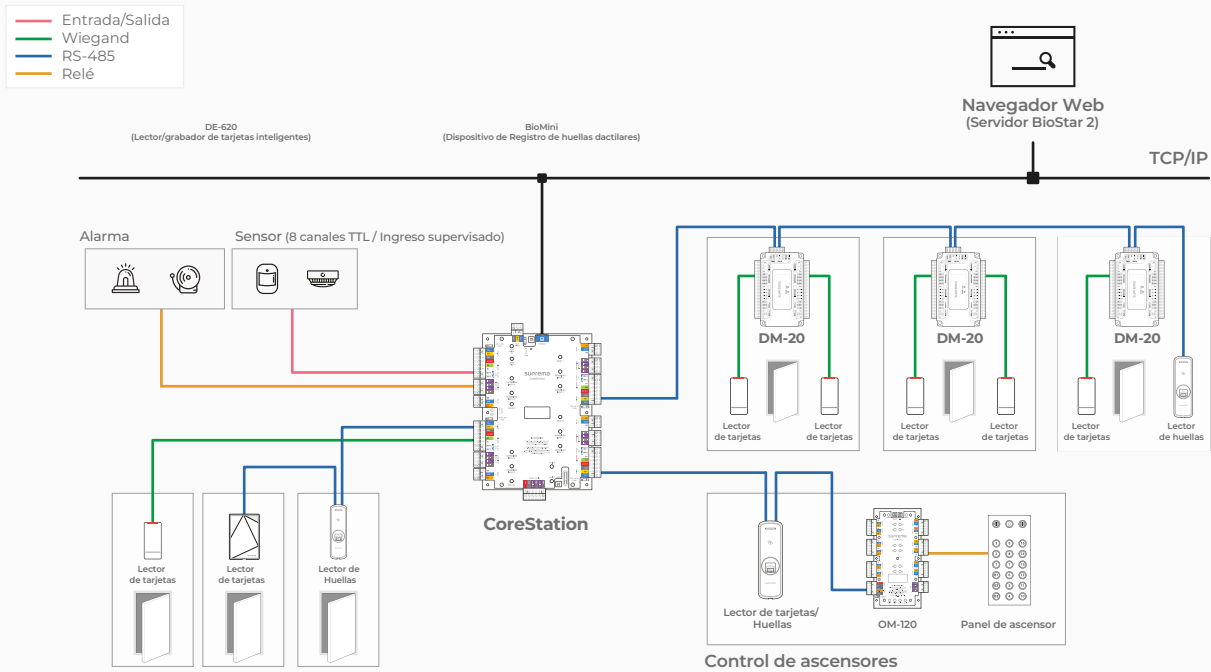 Entrada/Salida
Wiegand
RS-485
Relé
Navegador Web
(Servidor BioStar 2)
DE-620
(Lector/grabador de tarjetas inteligentes)
BioMini
(Dispositivo de Registro de huellas dactilares)
TCP/IP
Alarma
Sensor (8 canales TTL / Ingreso supervisado)
DM-20
DM-20
DM-20
suprema
Lector
de tarjetas
Lector
de tarjetas
Lector
de tarjetas
Lector
de tarjetas
Lector
de tarjetas
Lector
de huellas
CoreStation
Lector
de tarjetas
Lector
de tarjetas
Lector de
Huellas
Lector de tarjetas/
Huellas
OM-120
Panel de ascensor
Control de ascensores